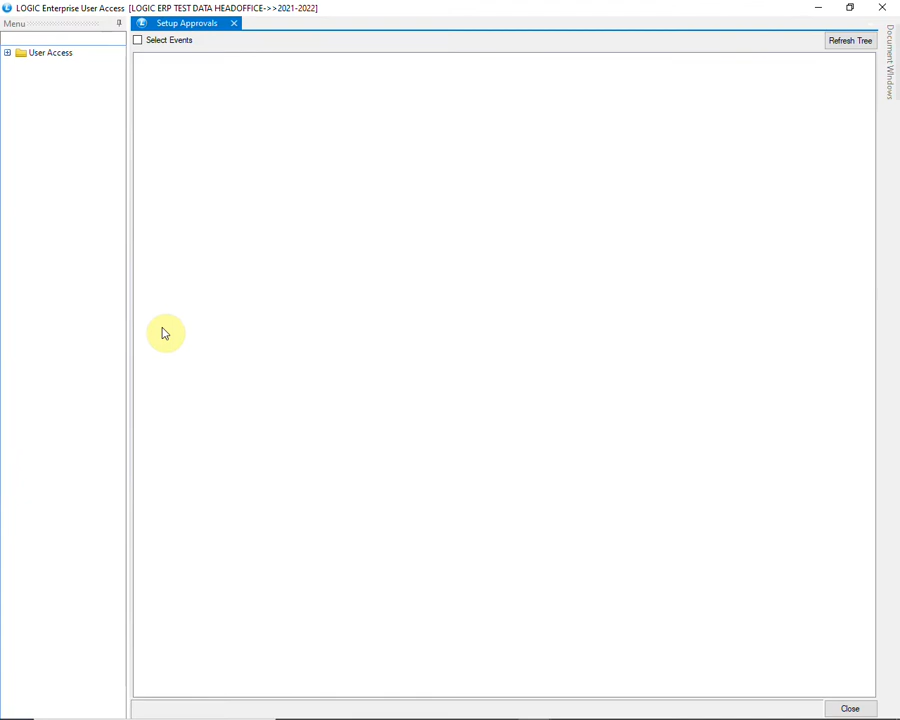 LOGIC Enterprise User Access [LOGIC ERP TEST DATA HEADOFFICE->>2021-2022]
Menu
Setup Approvals
Select Events
Refresh Tree
User Access
Document Windows
Close